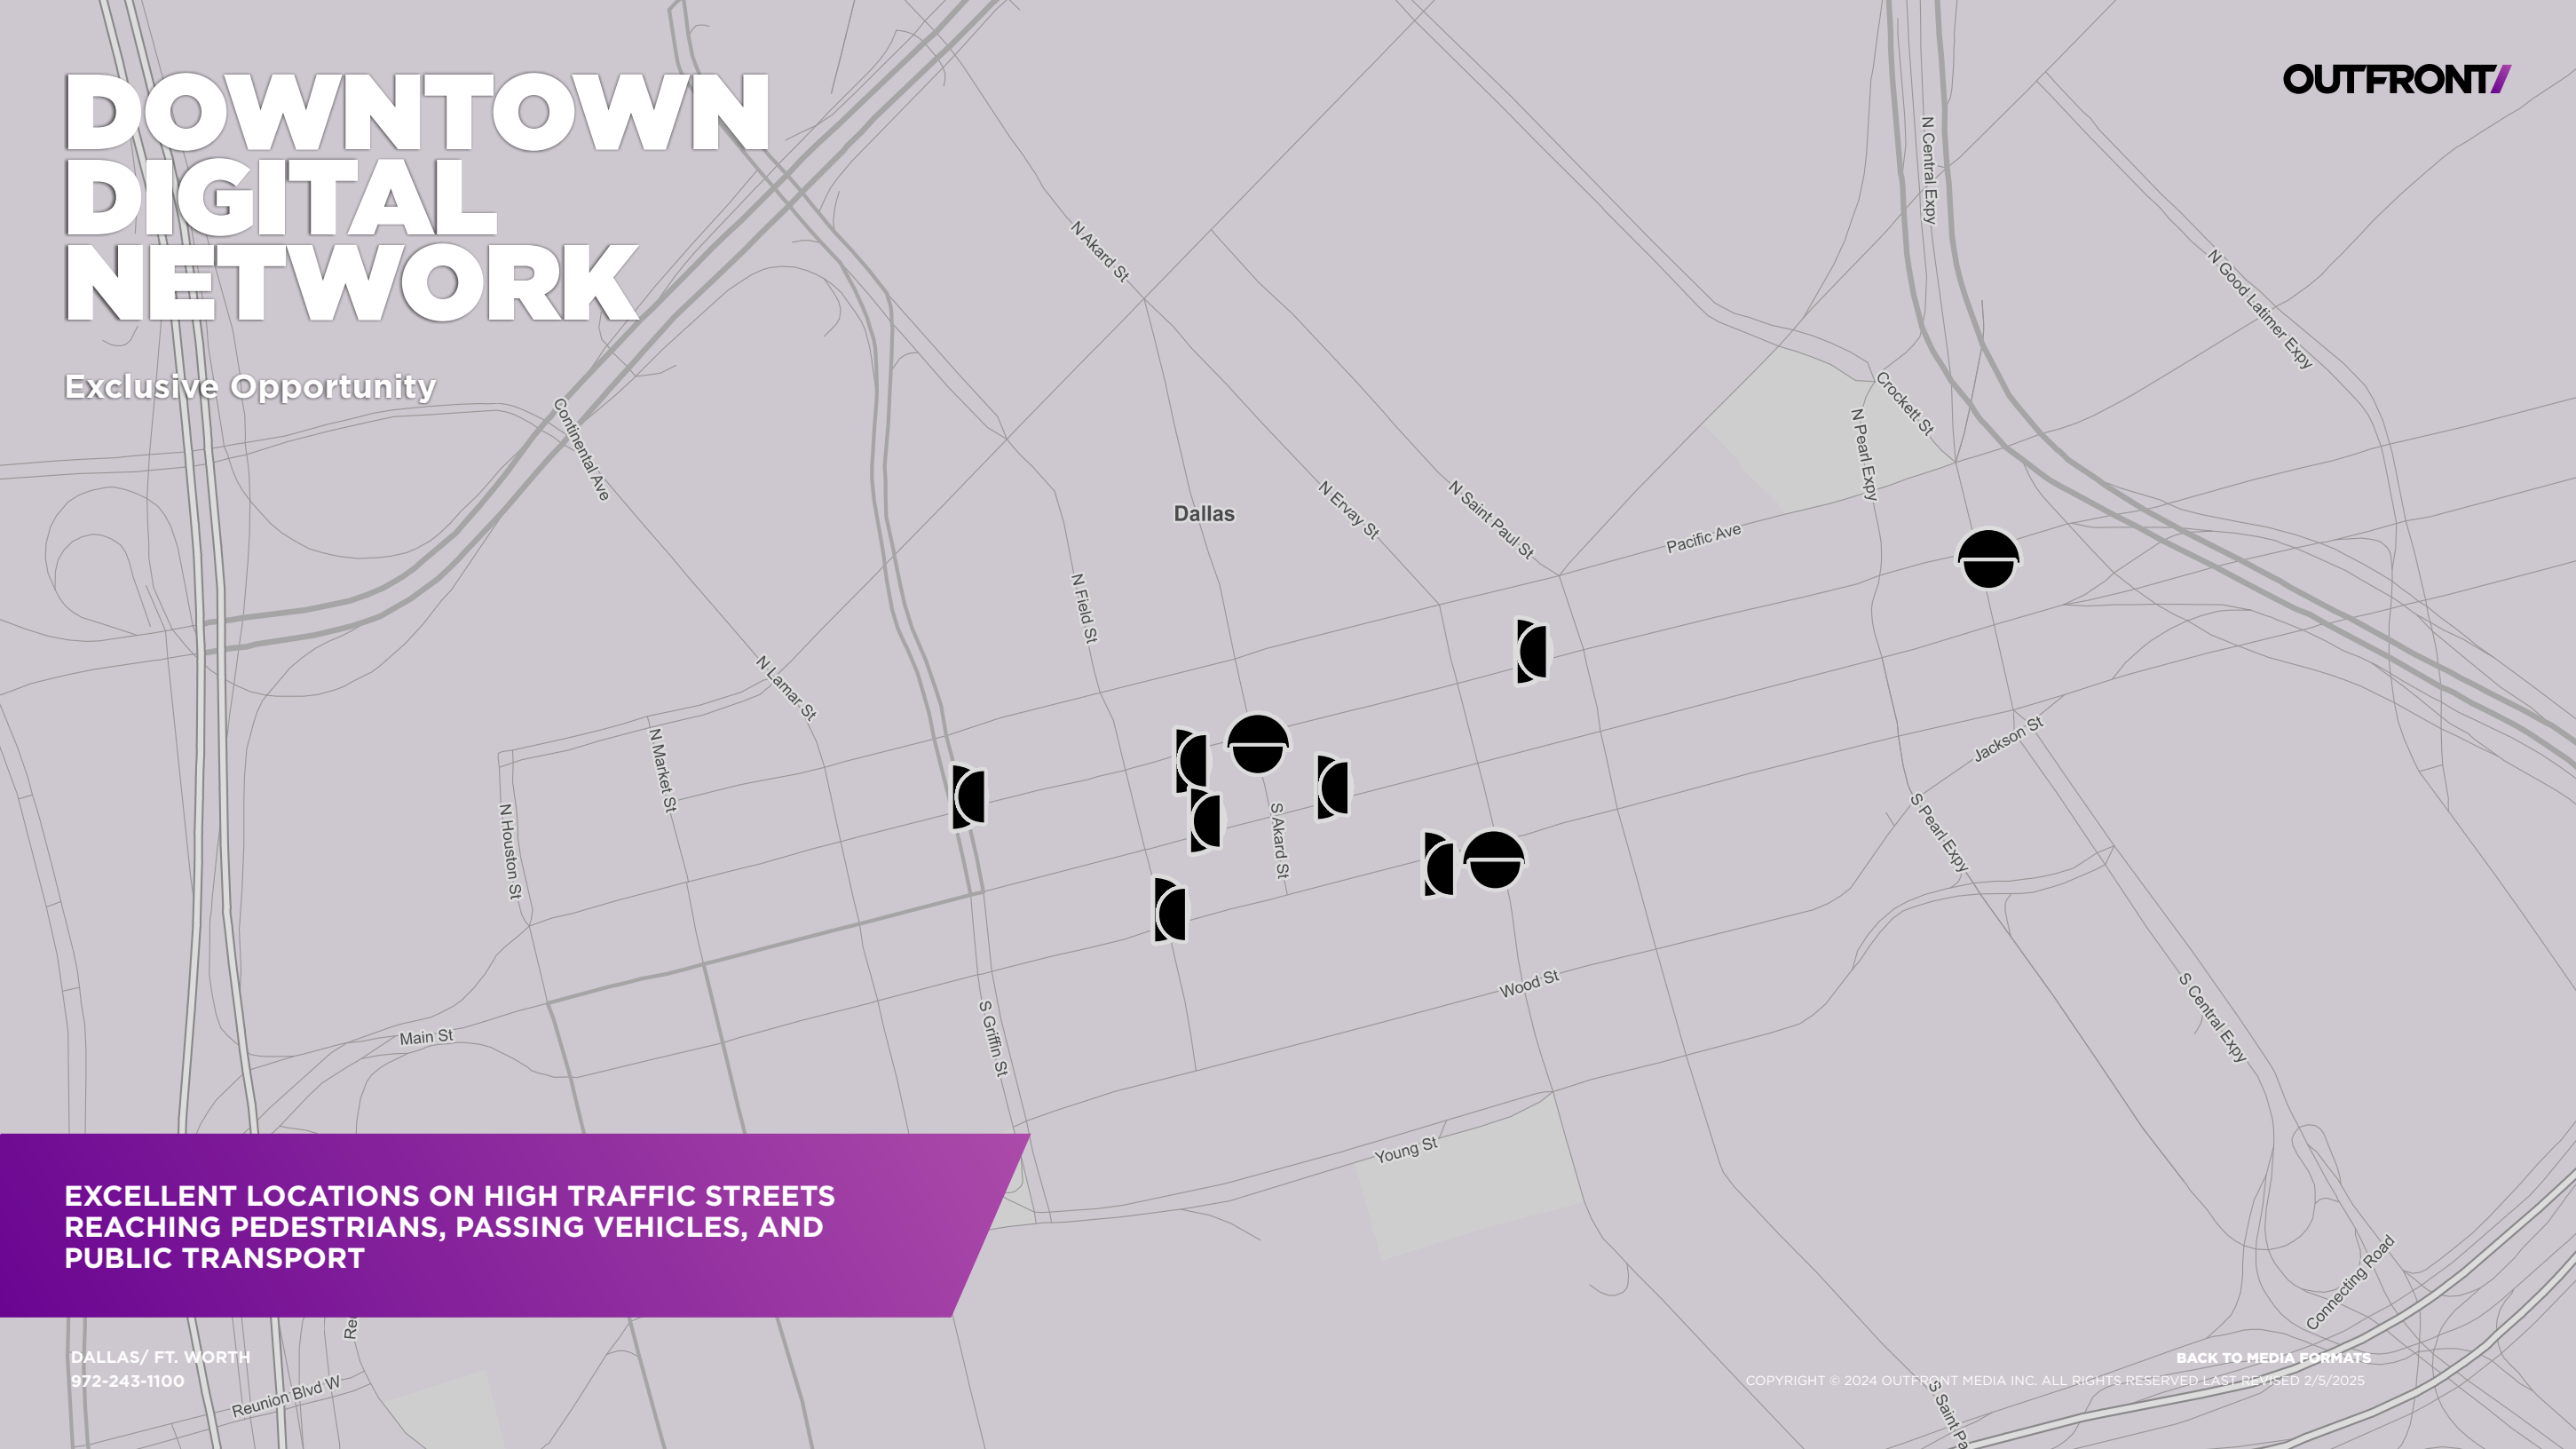 DOWNTOWN
DIGITAL
NETWORK
Exclusive Opportunity
OUTFRONT/
N Central Expy
N Akard St
N Good Latimer Expy
Continental Ave
Crockett St
N Pearl Expy
Dallas
N Ervay St
N Saint Paul St
Pacific Ave
N Field St
N Lamar St
N Market St
Jackson St
N Houston St
S Akard St
S Pearl Expy
Wood St
S Central Expy
Main St
S Griffin St
Young St
EXCELLENT LOCATIONS ON HIGH TRAFFIC STREETS
REACHING PEDESTRIANS, PASSING VEHICLES, AND
PUBLIC TRANSPORT
Connecting Road
Re
DALLAS/ FT. WORTH
972-243-1100
Reunion Blvd W
BACK TO MEDIA FORMATS
COPYRIGHT © 2024 OUTFRONT MEDIA INC. ALL RIGHTS RESERVED LAST REVISED 2/5/2025
S Saint Pa